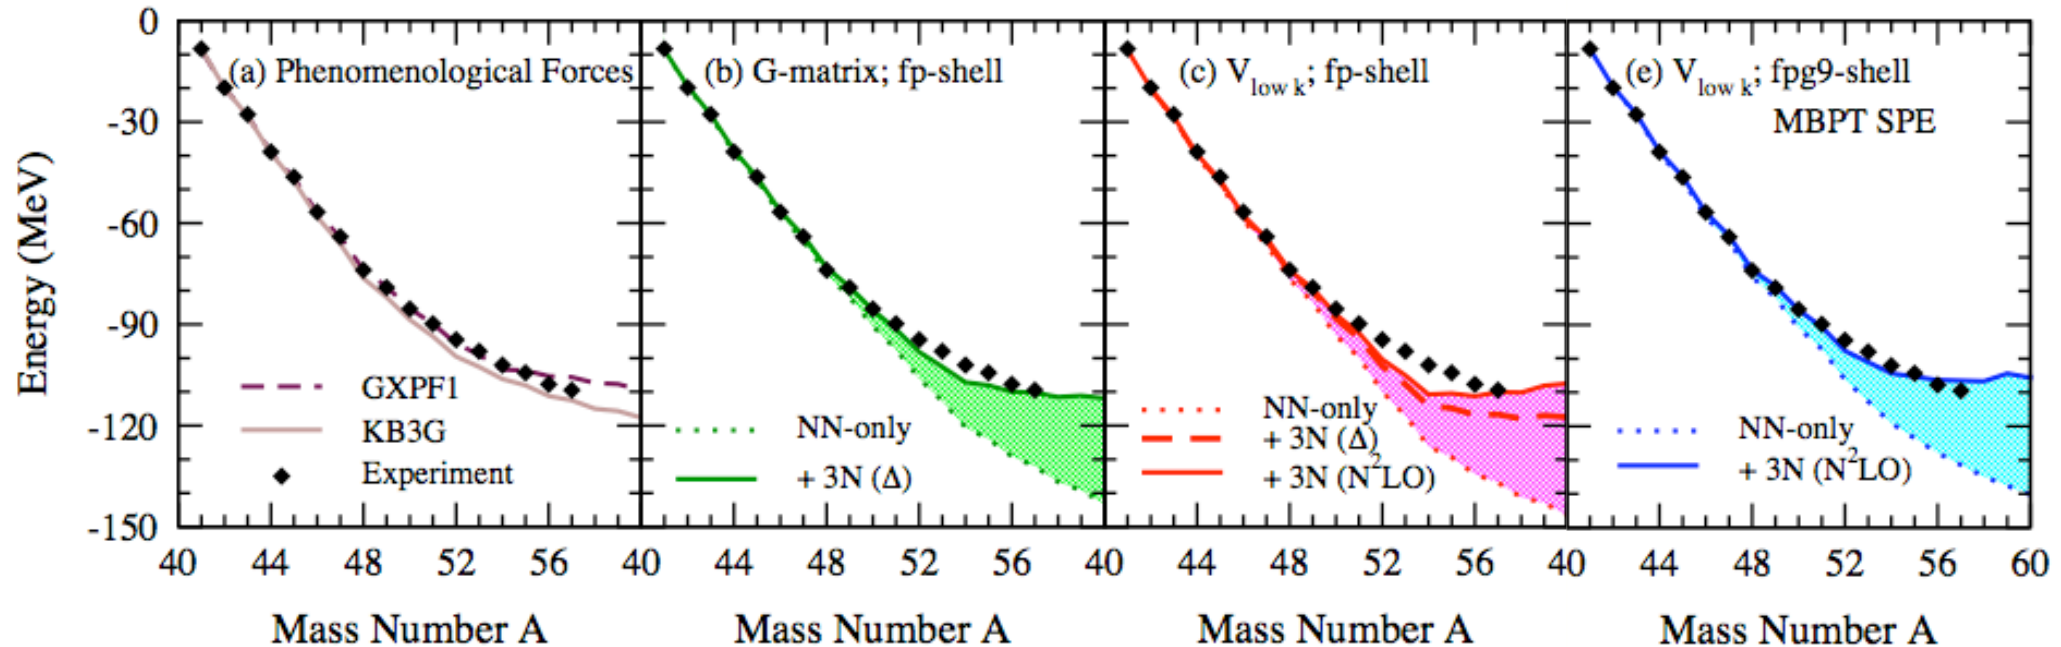 0
-30
-60
-90
-120
-150
Energy (MeV)
(a) Phenomenological Forces
GXPF1
KB3G
Experiment
40 44 48 52 56
Mass Number A
(b) G-matrix; fp-shell
NN-only
+ 3N (Δ)
40 44 48 52 56
Mass Number A
(c) V_low k; fp-shell
NN-only
+ 3N (Δ)
+ 3N (N²LO)
40 44 48 52 56
Mass Number A
(e) V_low k; fpg9-shell
MBPT SPE
NN-only
+ 3N (N²LO)
40 44 48 52 56 60
Mass Number A